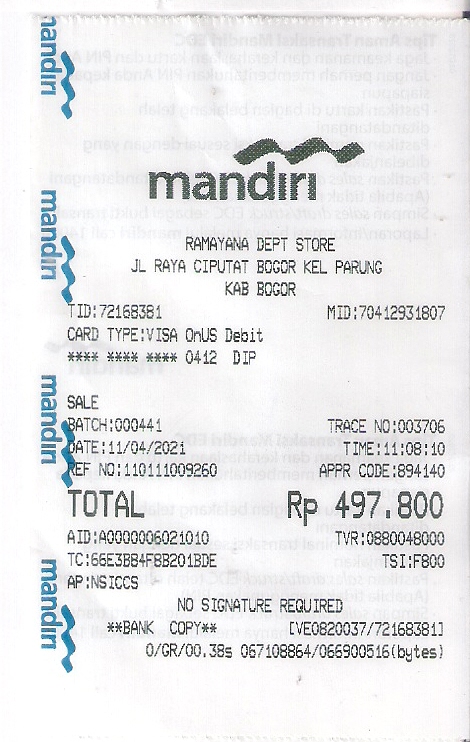 mandiri
RAMAYANA DEPT STORE
JL RAYA CIPUTAT BOGOR KEL PARUNG
KAB BOGOR
TID:72168381 MID:70412931807
CARD TYPE:VISA OnUS Debit
**** **** **** 0412 DIP
SALE
BATCH:000441 TRACE NO:003706
DATE:11/04/2021 TIME:11:08:10
REF NO:110111009260 APPR CODE:894140
TOTAL Rp 497.800
AID:A0000006021010 TVR:0880048000
TC:66E3B84FBB201BDE TSI:F800
AP:NSICCS
NO SIGNATURE REQUIRED
**BANK COPY** [VE0820037/72168381]
0/GR/00.38s 067108864/066900516(bytes)
mandiri
mandiri
mandiri
mandiri